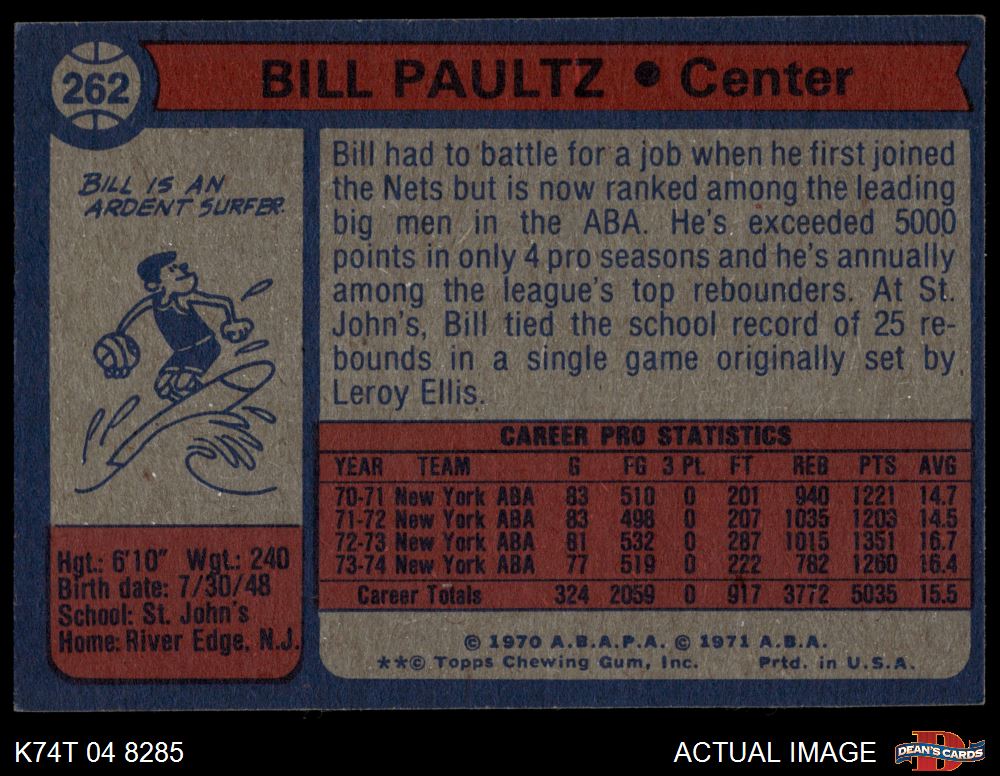 262
BILL PAULTZ • Center
BILL IS AN
ARDENT SURFER.
Bill had to battle for a job when he first joined
the Nets but is now ranked among the leading
big men in the ABA. He's exceeded 5000
points in only 4 pro seasons and he's annually
among the league's top rebounders. At St.
John's, Bill tied the school record of 25 re-
bounds in a single game originally set by
Leroy Ellis.
CAREER PRO STATISTICS
YEAR TEAM G FG 3 Pt. FT REB PTS AVG
70-71 New York ABA 83 510 0 201 940 1221 14.7
71-72 New York ABA 83 498 0 207 1035 1203 14.5
72-73 New York ABA 81 532 0 287 1015 1351 16.7
73-74 New York ABA 77 519 0 222 782 1260 16.4
Career Totals 324 2059 0 917 3772 5035 15.5
Hgt.: 6'10" Wgt.: 240
Birth date: 7/30/48
School: St. John's
Home: River Edge, N.J.
© 1970 A.B.A.P.A. © 1971 A.B.A.
**© Topps Chewing Gum, Inc. Prtd. in U.S.A.
K74T 04 8285
ACTUAL IMAGE
DEAN'S CARDS